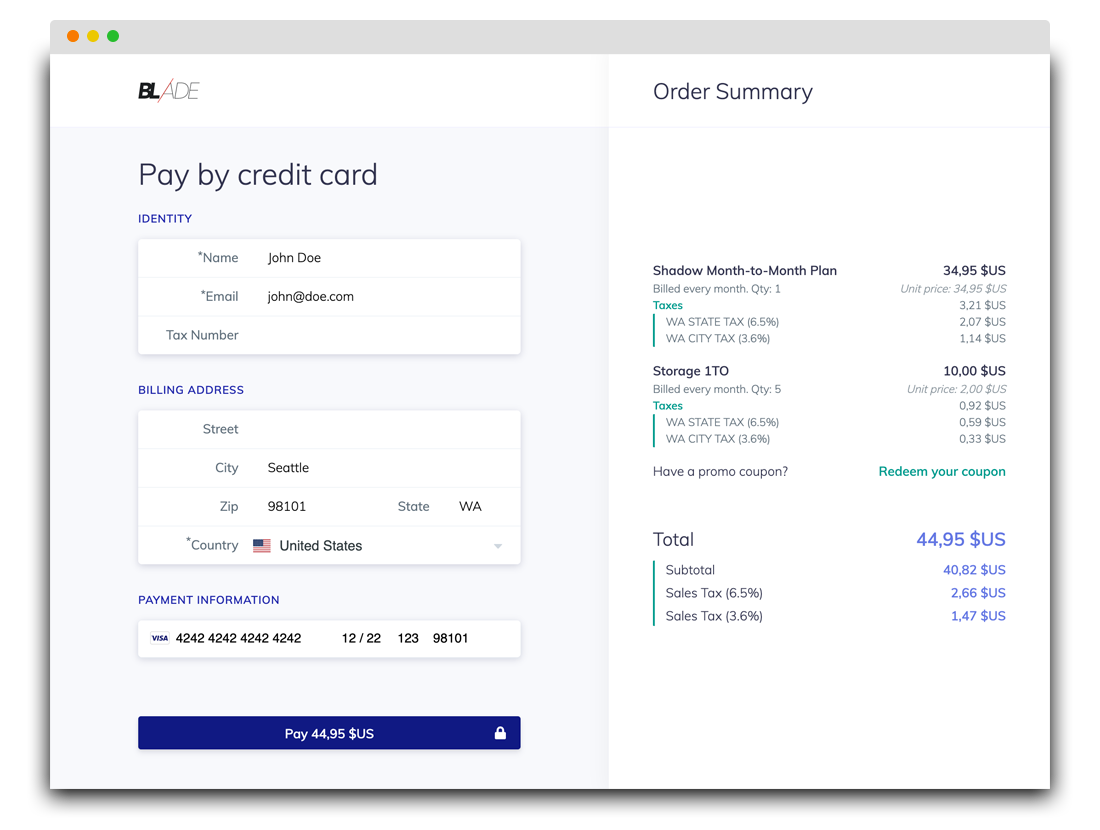 BLADE
Pay by credit card
IDENTITY
*Name John Doe
*Email john@doe.com
Tax Number
BILLING ADDRESS
Street
City Seattle
Zip 98101 State WA
*Country United States
PAYMENT INFORMATION
VISA 4242 4242 4242 4242 12 / 22 123 98101
Pay 44,95 $US
Order Summary
Shadow Month-to-Month Plan 34,95 $US
Billed every month. Qty: 1 Unit price: 34,95 $US
Taxes 3,21 $US
WA STATE TAX (6.5%) 2,07 $US
WA CITY TAX (3.6%) 1,14 $US
Storage 1TO 10,00 $US
Billed every month. Qty: 5 Unit price: 2,00 $US
Taxes 0,92 $US
WA STATE TAX (6.5%) 0,59 $US
WA CITY TAX (3.6%) 0,33 $US
Have a promo coupon? Redeem your coupon
Total 44,95 $US
Subtotal 40,82 $US
Sales Tax (6.5%) 2,66 $US
Sales Tax (3.6%) 1,47 $US